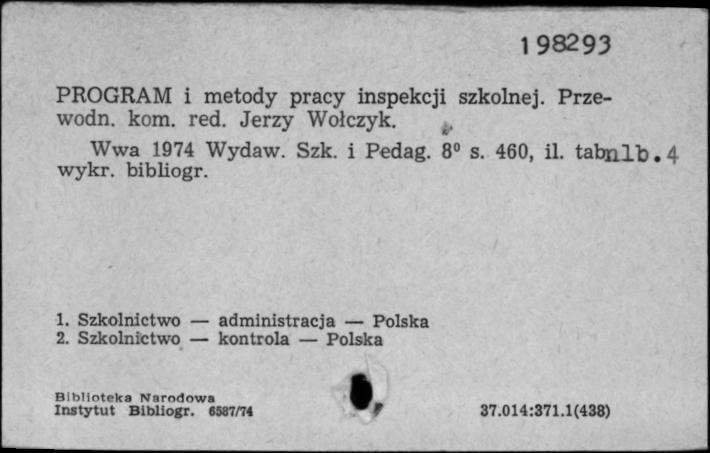 198293
PROGRAM i metody pracy inspekcji szkolnej. Prze-
wodn. kom. red. Jerzy Wołczyk.
Wwa 1974 Wydaw. Szk. i Pedag. 8⁰ s. 460, il. tab nlb. 4
wykr. bibliogr.
1. Szkolnictwo — administracja — Polska
2. Szkolnictwo — kontrola — Polska
Biblioteka Narodowa
Instytut Bibliogr. 6587/74
37.014:371.1(438)